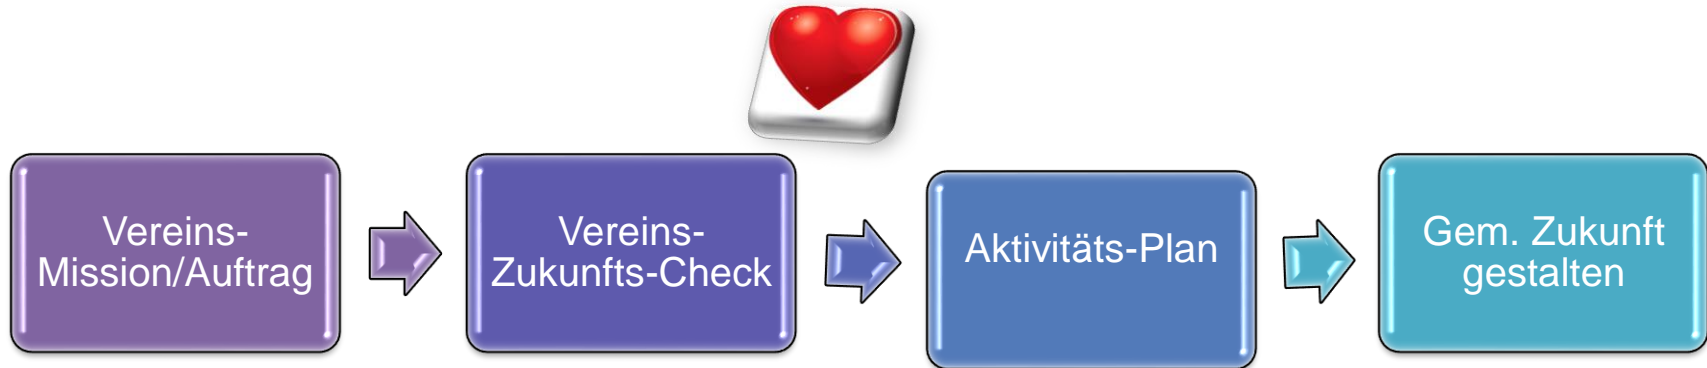 Vereins-
Mission/Auftrag
Vereins-
Zukunfts-Check
Aktivitäts-Plan
Gem. Zukunft
gestalten